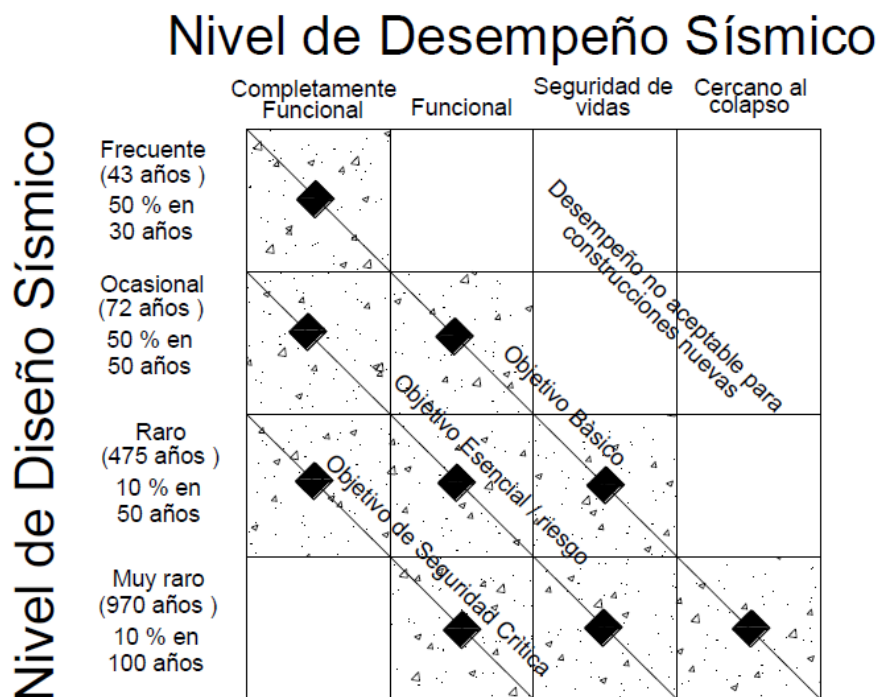 Nivel de Desempeño Sísmico
Completamente
Funcional
Funcional
Seguridad de
vidas
Cercano al
colapso
Nivel de Diseño Sísmico
Frecuente
(43 años )
50 % en
30 años
Desempeño no aceptable para
construcciones nuevas
Ocasional
(72 años )
50 % en
50 años
Objetivo Básico
Objetivo Esencial / riesgo
Objetivo de Seguridad Critica
Raro
(475 años )
10 % en
50 años
Muy raro
(970 años )
10 % en
100 años